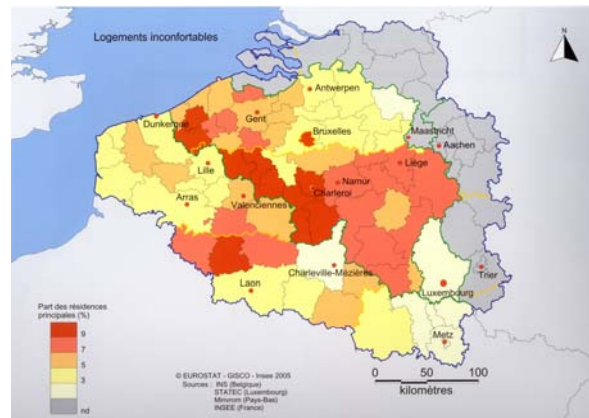 Logements inconfortables
N
Antwerpen
Dunkerque
Gent
Bruxelles
Maastricht
Aachen
Lille
Liège
Namur
Charleroi
Arras
Valenciennes
Charleville-Mézières
Laon
Luxembourg
Trier
Metz
Part des résidences
principales (%)
9
7
5
3
nd
© EUROSTAT - GISCO - Insee 2005
Sources : INS (Belgique)
STATEC (Luxembourg)
Minvrom (Pays-Bas)
INSEE (France)
0 25 50 100
kilomètres